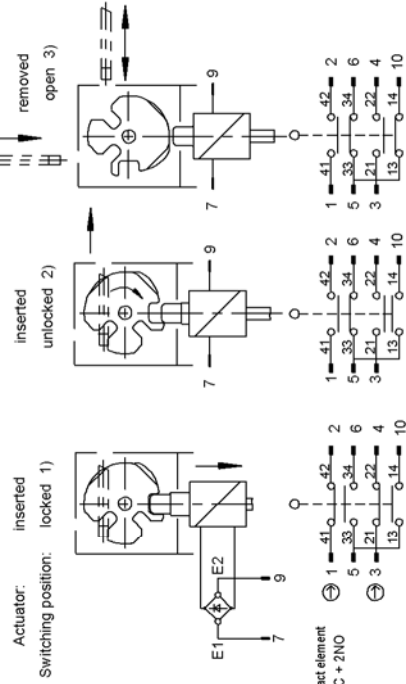 Actuator: inserted inserted removed
Switching position: locked 1) unlocked 2) open 3)
E1 E2
7 9
7 9
7 9
act element
C + 2NO
1 41 42 2
5 33 34 6
3 21 22 4
13 14 10
1 41 42 2
5 33 34 6
3 21 22 4
13 14 10
1 41 42 2
5 33 34 6
3 21 22 4
13 14 10